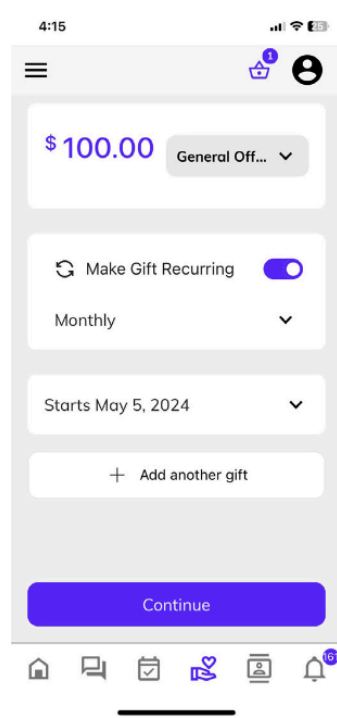 4:15
25
1
$ 100.00
General Off...
Make Gift Recurring
Monthly
Starts May 5, 2024
+ Add another gift
Continue